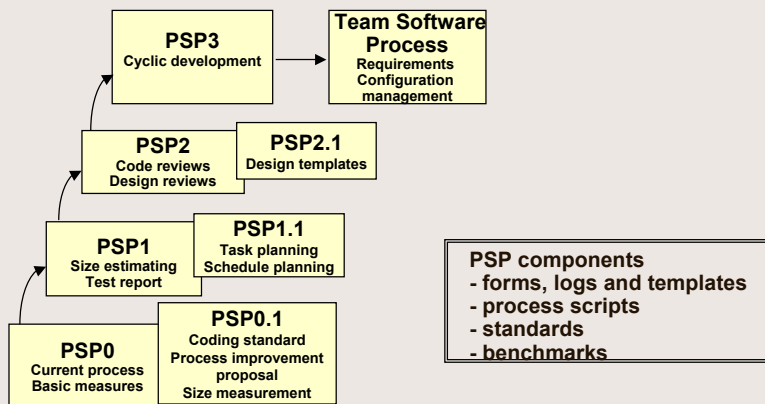 PSP3
Cyclic development
Team Software
Process
Requirements
Configuration
management
PSP2
Code reviews
Design reviews
PSP2.1
Design templates
PSP1
Size estimating
Test report
PSP1.1
Task planning
Schedule planning
PSP0
Current process
Basic measures
PSP0.1
Coding standard
Process improvement
proposal
Size measurement
PSP components
- forms, logs and templates
- process scripts
- standards
- benchmarks